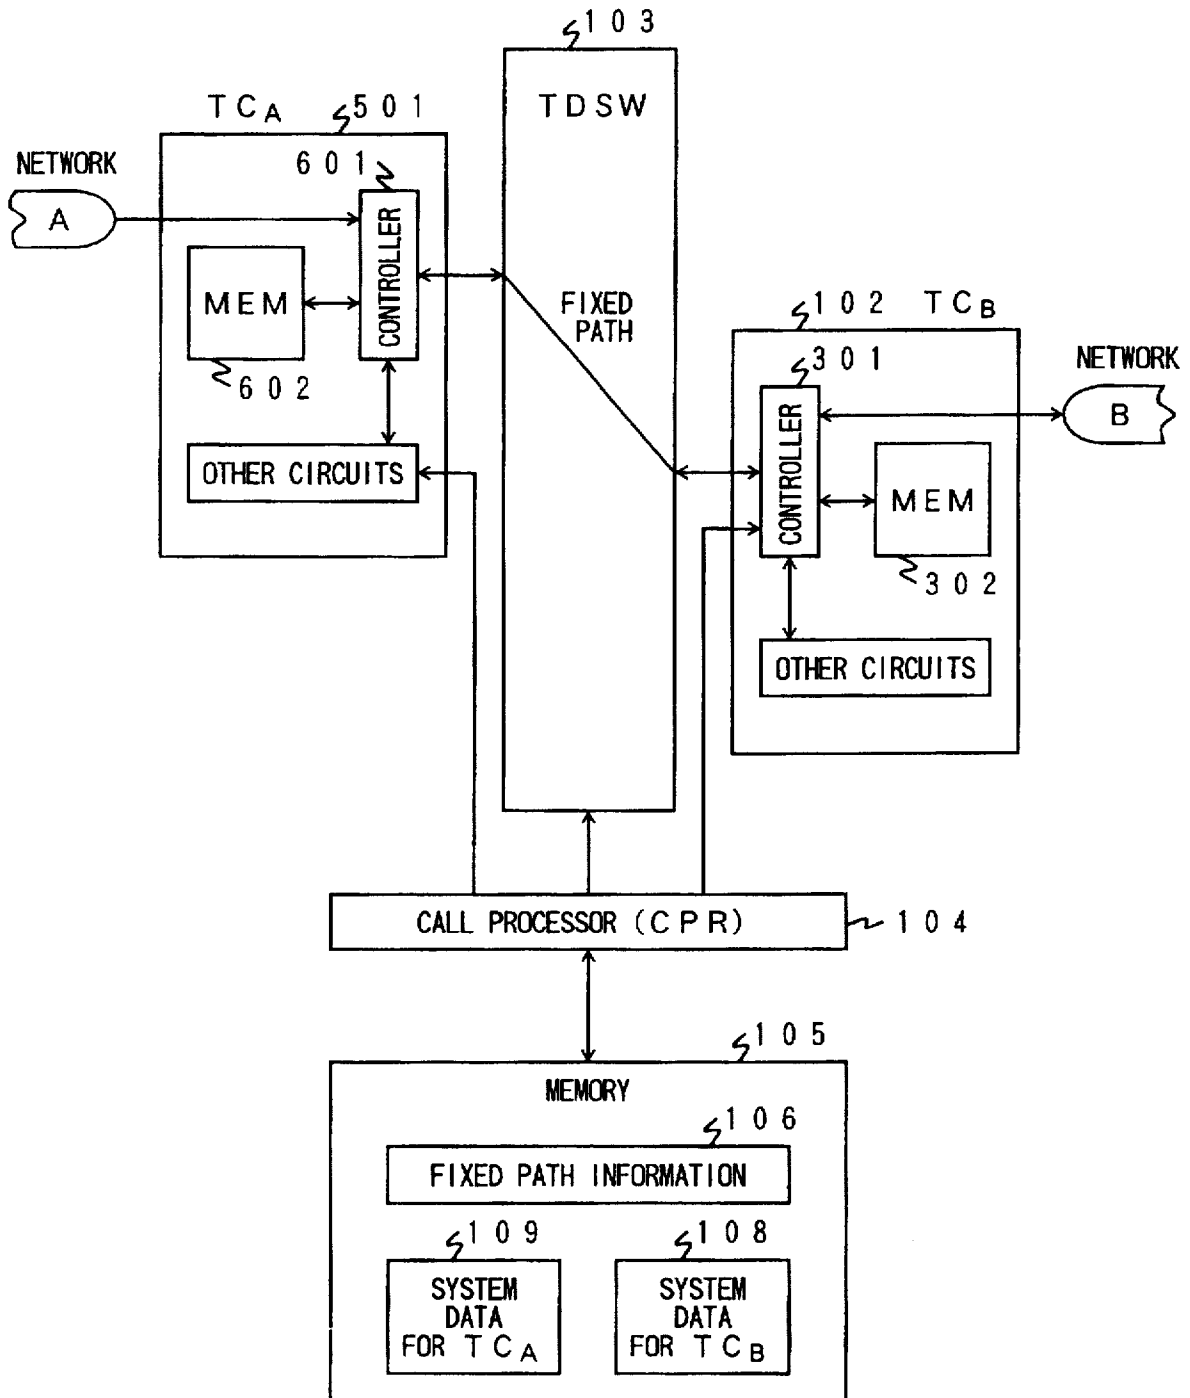 103
TDSW
TCA
501
NETWORK
A
601
CONTROLLER
MEM
602
OTHER CIRCUITS
FIXED
PATH
102
TCB
301
NETWORK
B
CONTROLLER
MEM
302
OTHER CIRCUITS
CALL PROCESSOR (CPR)
104
105
MEMORY
106
FIXED PATH INFORMATION
109
SYSTEM
DATA
FOR TCA
108
SYSTEM
DATA
FOR TCB